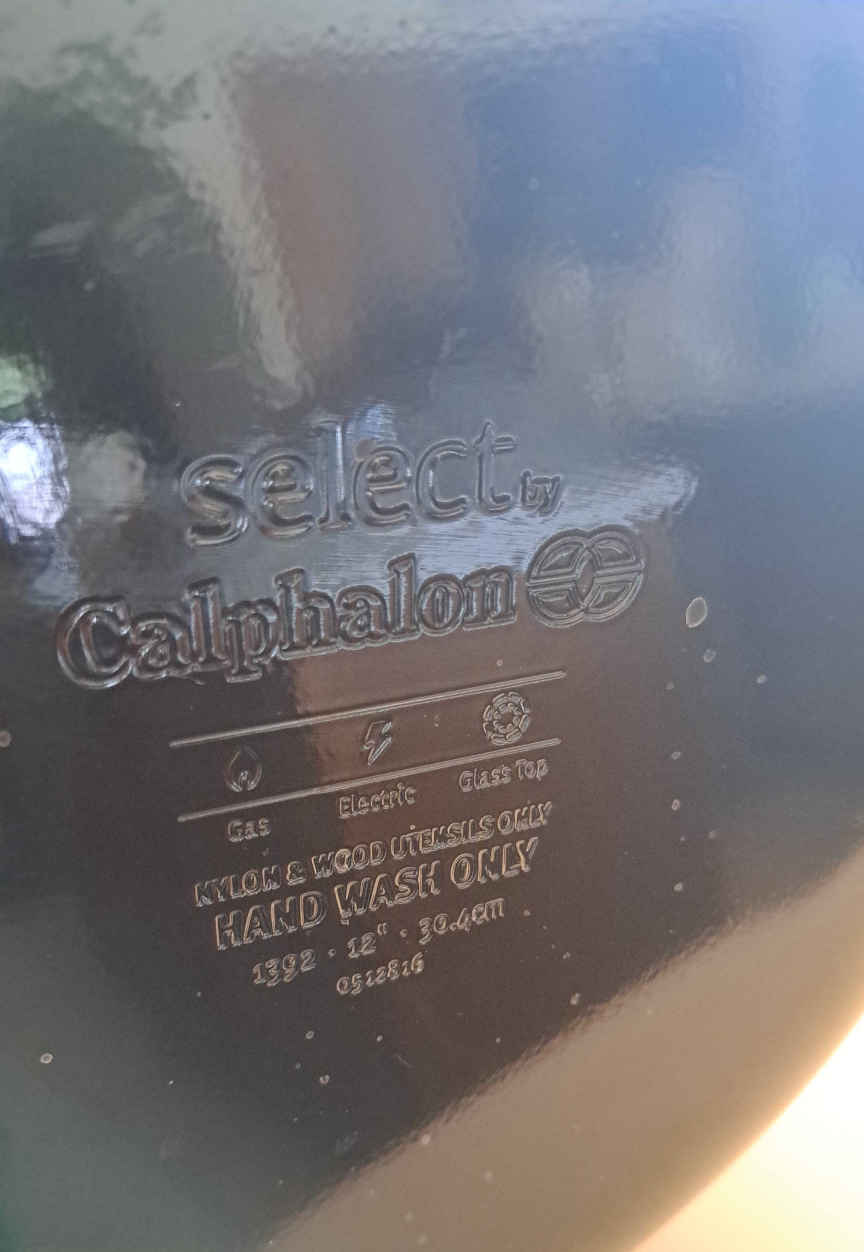 select by
Calphalon
Gas Electric Glass Top
NYLON & WOOD UTENSILS ONLY
HAND WASH ONLY
1392 · 12" · 30.4cm
0512816